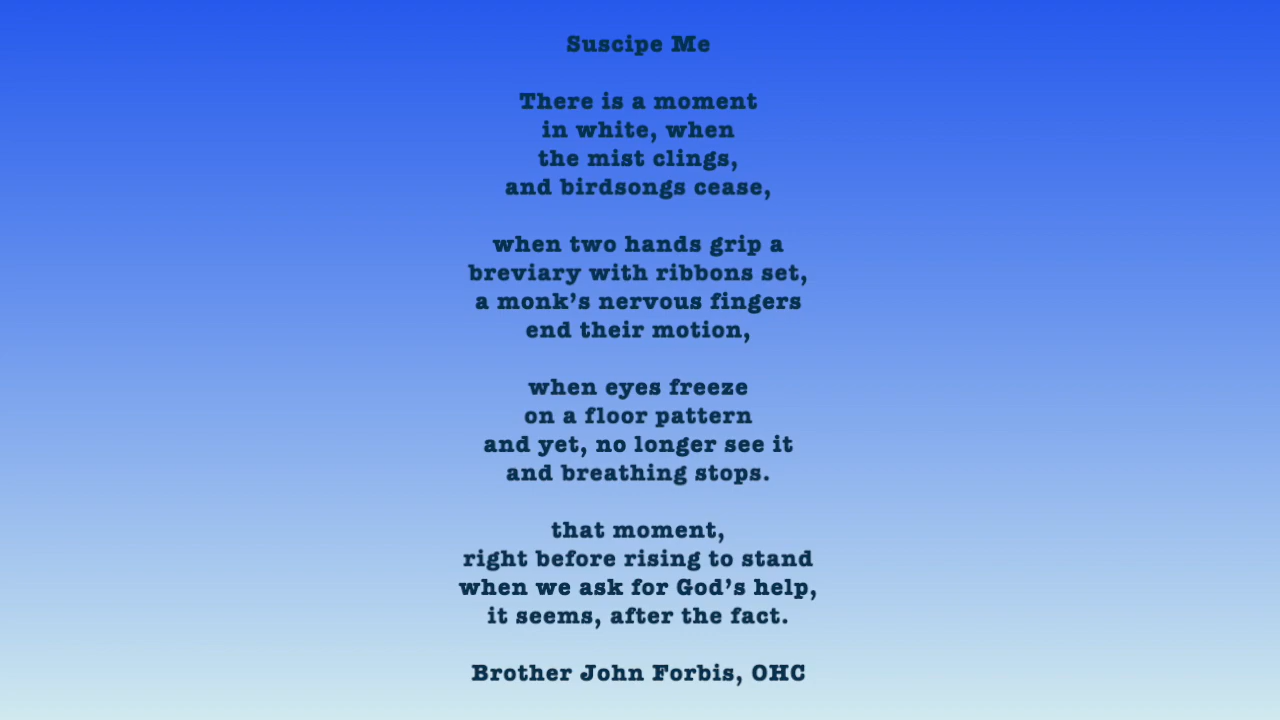 Suscipe Me
There is a moment
in white, when
the mist clings,
and birdsongs cease,
when two hands grip a
breviary with ribbons set,
a monk’s nervous fingers
end their motion,
when eyes freeze
on a floor pattern
and yet, no longer see it
and breathing stops.
that moment,
right before rising to stand
when we ask for God’s help,
it seems, after the fact.
Brother John Forbis, OHC